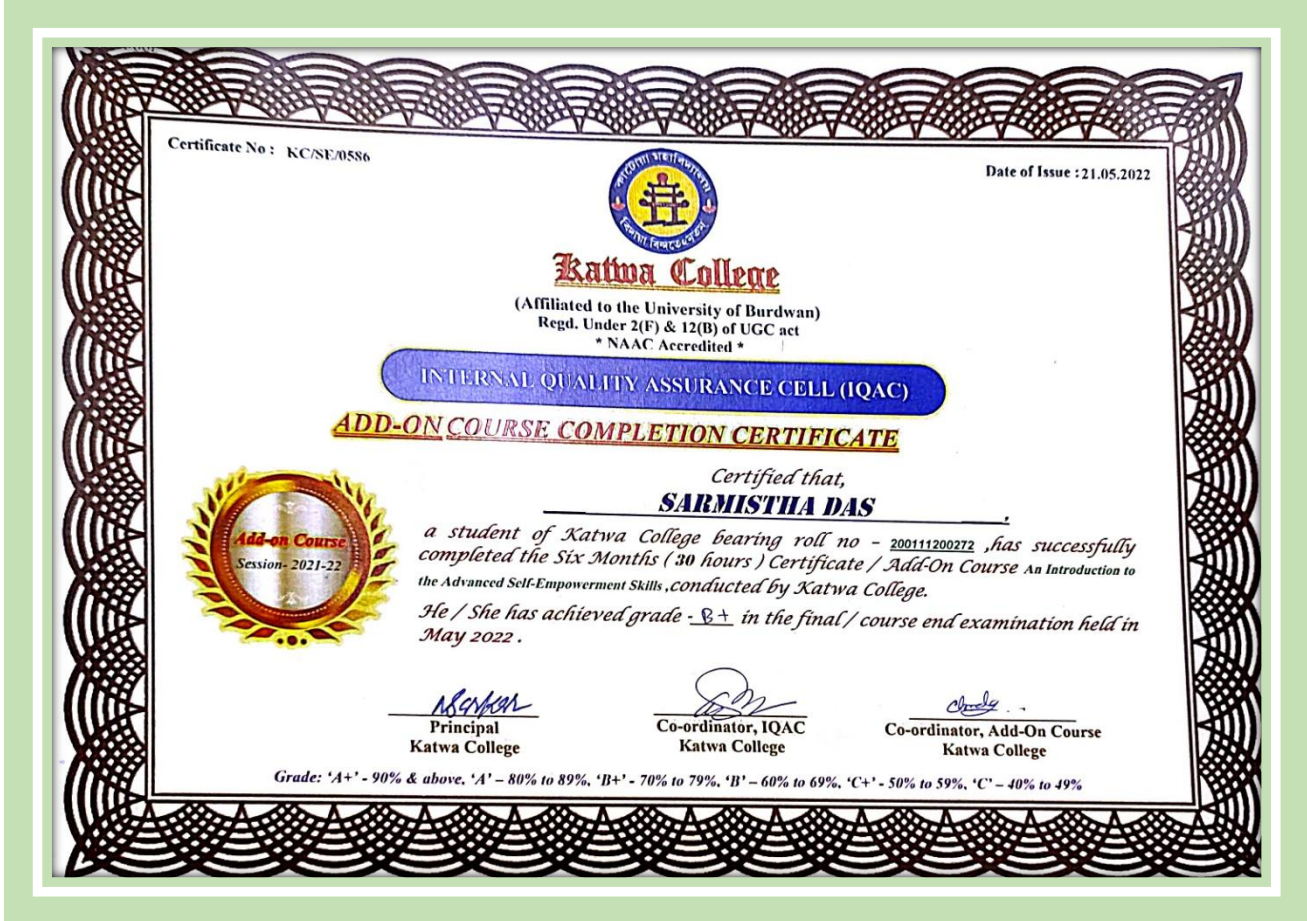 Certificate No : KC/SE/0586
Date of Issue :21.05.2022
কাটোয়া মহাবিদ্যালয়
Katwa College
(Affiliated to the University of Burdwan)
Regd. Under 2(F) & 12(B) of UGC act
* NAAC Accredited *
INTERNAL QUALITY ASSURANCE CELL (IQAC)
ADD-ON COURSE COMPLETION CERTIFICATE
Add-on Course
Session- 2021-22
Certified that,
SARMISTHA DAS ,
a student of Katwa College bearing roll no - 200111200272 ,has successfully
completed the Six Months ( 30 hours ) Certificate / Add-On Course An Introduction to
the Advanced Self-Empowerment Skills ,conducted by Katwa College.
He / She has achieved grade - B+ in the final / course end examination held in
May 2022 .
Principal
Katwa College
Co-ordinator, IQAC
Katwa College
Co-ordinator, Add-On Course
Katwa College
Grade: ‘A+’ - 90% & above, ‘A’ – 80% to 89%, ‘B+’ - 70% to 79%, ‘B’ – 60% to 69%, ‘C+’ - 50% to 59%, ‘C’ – 40% to 49%